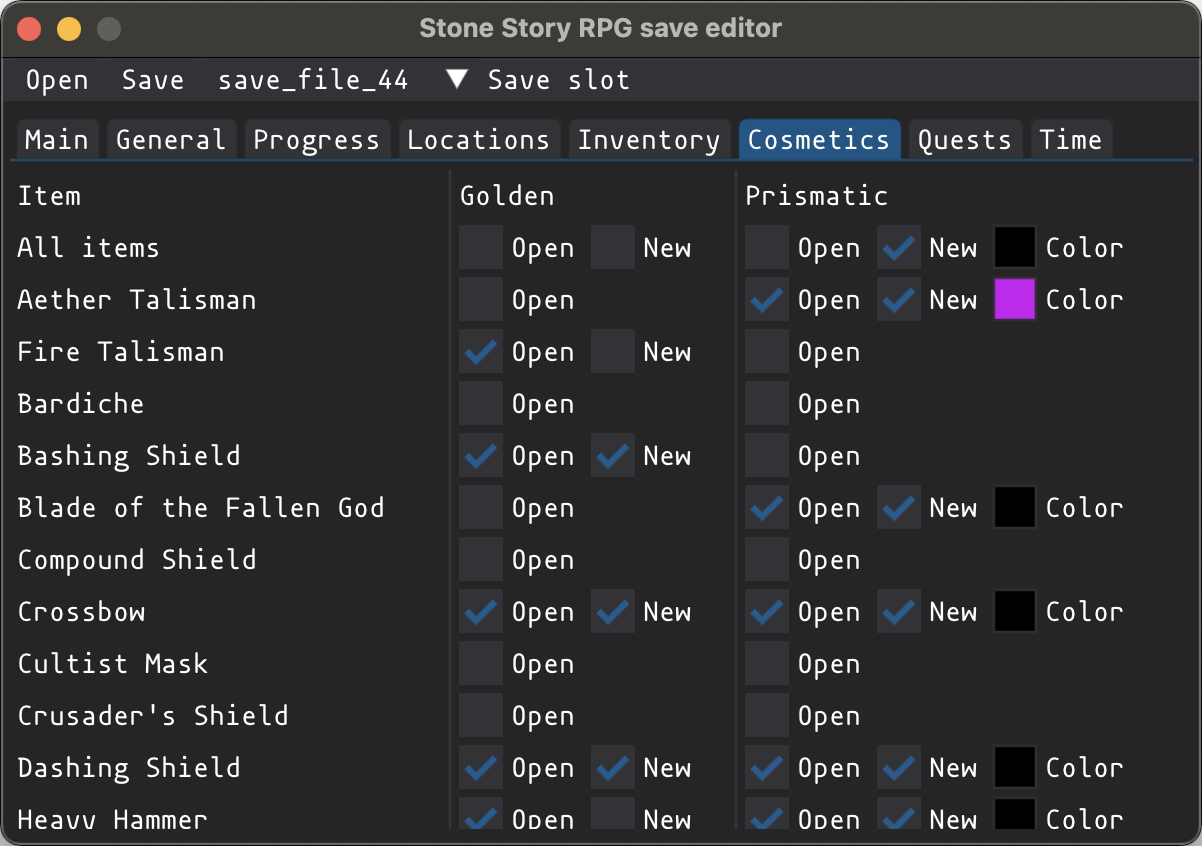 Stone Story RPG save editor
Open Save save_file_44 Save slot
Main General Progress Locations Inventory Cosmetics Quests Time
Item Golden Prismatic
All items Open New Open New Color
Aether Talisman Open Open New Color
Fire Talisman Open New Open
Bardiche Open Open
Bashing Shield Open New Open
Blade of the Fallen God Open Open New Color
Compound Shield Open Open
Crossbow Open New Open New Color
Cultist Mask Open Open
Crusader's Shield Open Open
Dashing Shield Open New Open New Color
Heavy Hammer Open New Open New Color